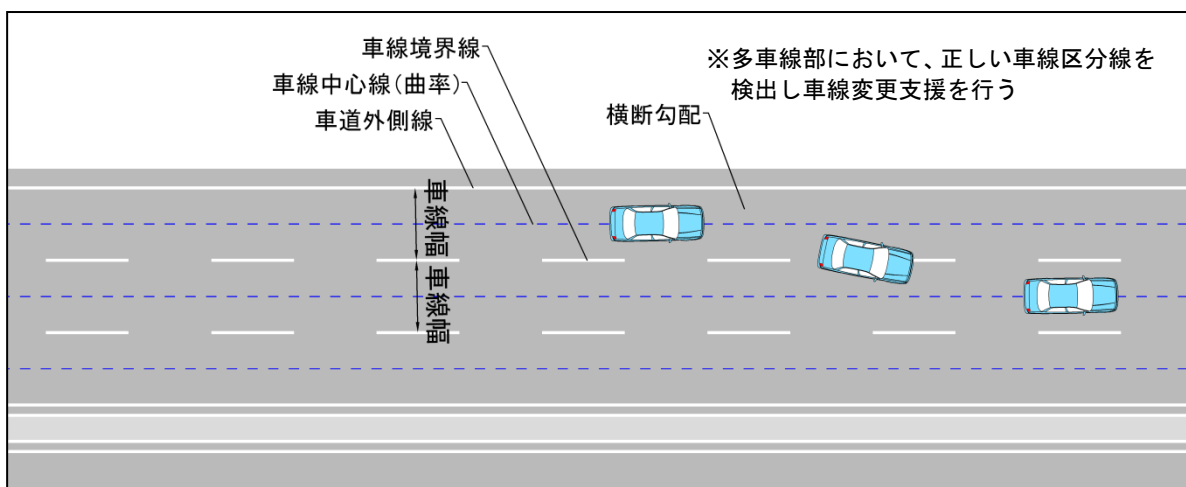 車線境界線
車線中心線(曲率)
車道外側線
※多車線部において、正しい車線区分線を
検出し車線変更支援を行う
横断勾配
車線幅
車線幅